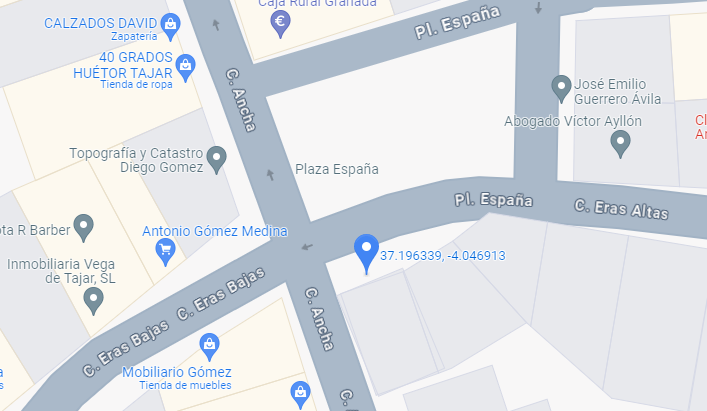 Caja Rural Granada
CALZADOS DAVID
Zapatería
Pl. España
40 GRADOS
HUÉTOR TAJAR
Tienda de ropa
C. Ancha
José Emilio
Guerrero Ávila
Abogado Víctor Ayllón
Topografía y Catastro
Diego Gomez
Plaza España
Pl. España
C. Eras Altas
Barber
Antonio Gómez Medina
37.196339, -4.046913
Inmobiliaria Vega
de Tajar, SL
C. Eras Bajas
C. Eras Bajas
C. Ancha
Mobiliario Gómez
Tienda de muebles